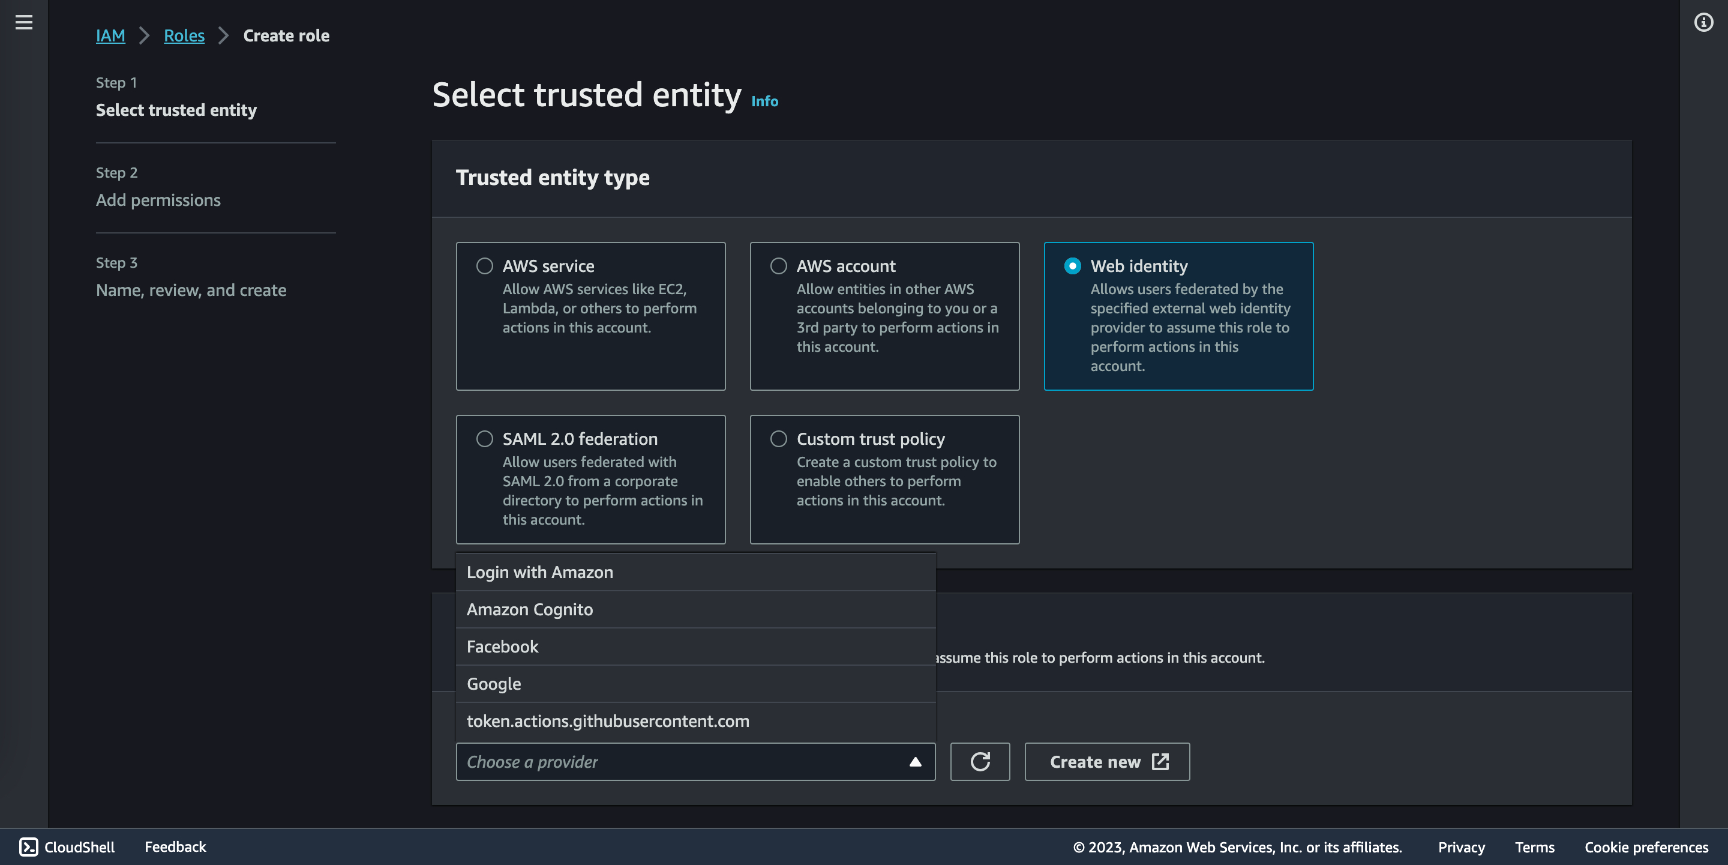 IAM > Roles > Create role
Step 1
Select trusted entity
Step 2
Add permissions
Step 3
Name, review, and create
Select trusted entity Info
Trusted entity type
AWS service
Allow AWS services like EC2,
Lambda, or others to perform
actions in this account.
AWS account
Allow entities in other AWS
accounts belonging to you or a
3rd party to perform actions in
this account.
Web identity
Allows users federated by the
specified external web identity
provider to assume this role to
perform actions in this
account.
SAML 2.0 federation
Allow users federated with
SAML 2.0 from a corporate
directory to perform actions in
this account.
Custom trust policy
Create a custom trust policy to
enable others to perform
actions in this account.
Login with Amazon
Amazon Cognito
Facebook
assume this role to perform actions in this account.
Google
token.actions.githubusercontent.com
Choose a provider
Create new
CloudShell Feedback © 2023, Amazon Web Services, Inc. or its affiliates. Privacy Terms Cookie preferences